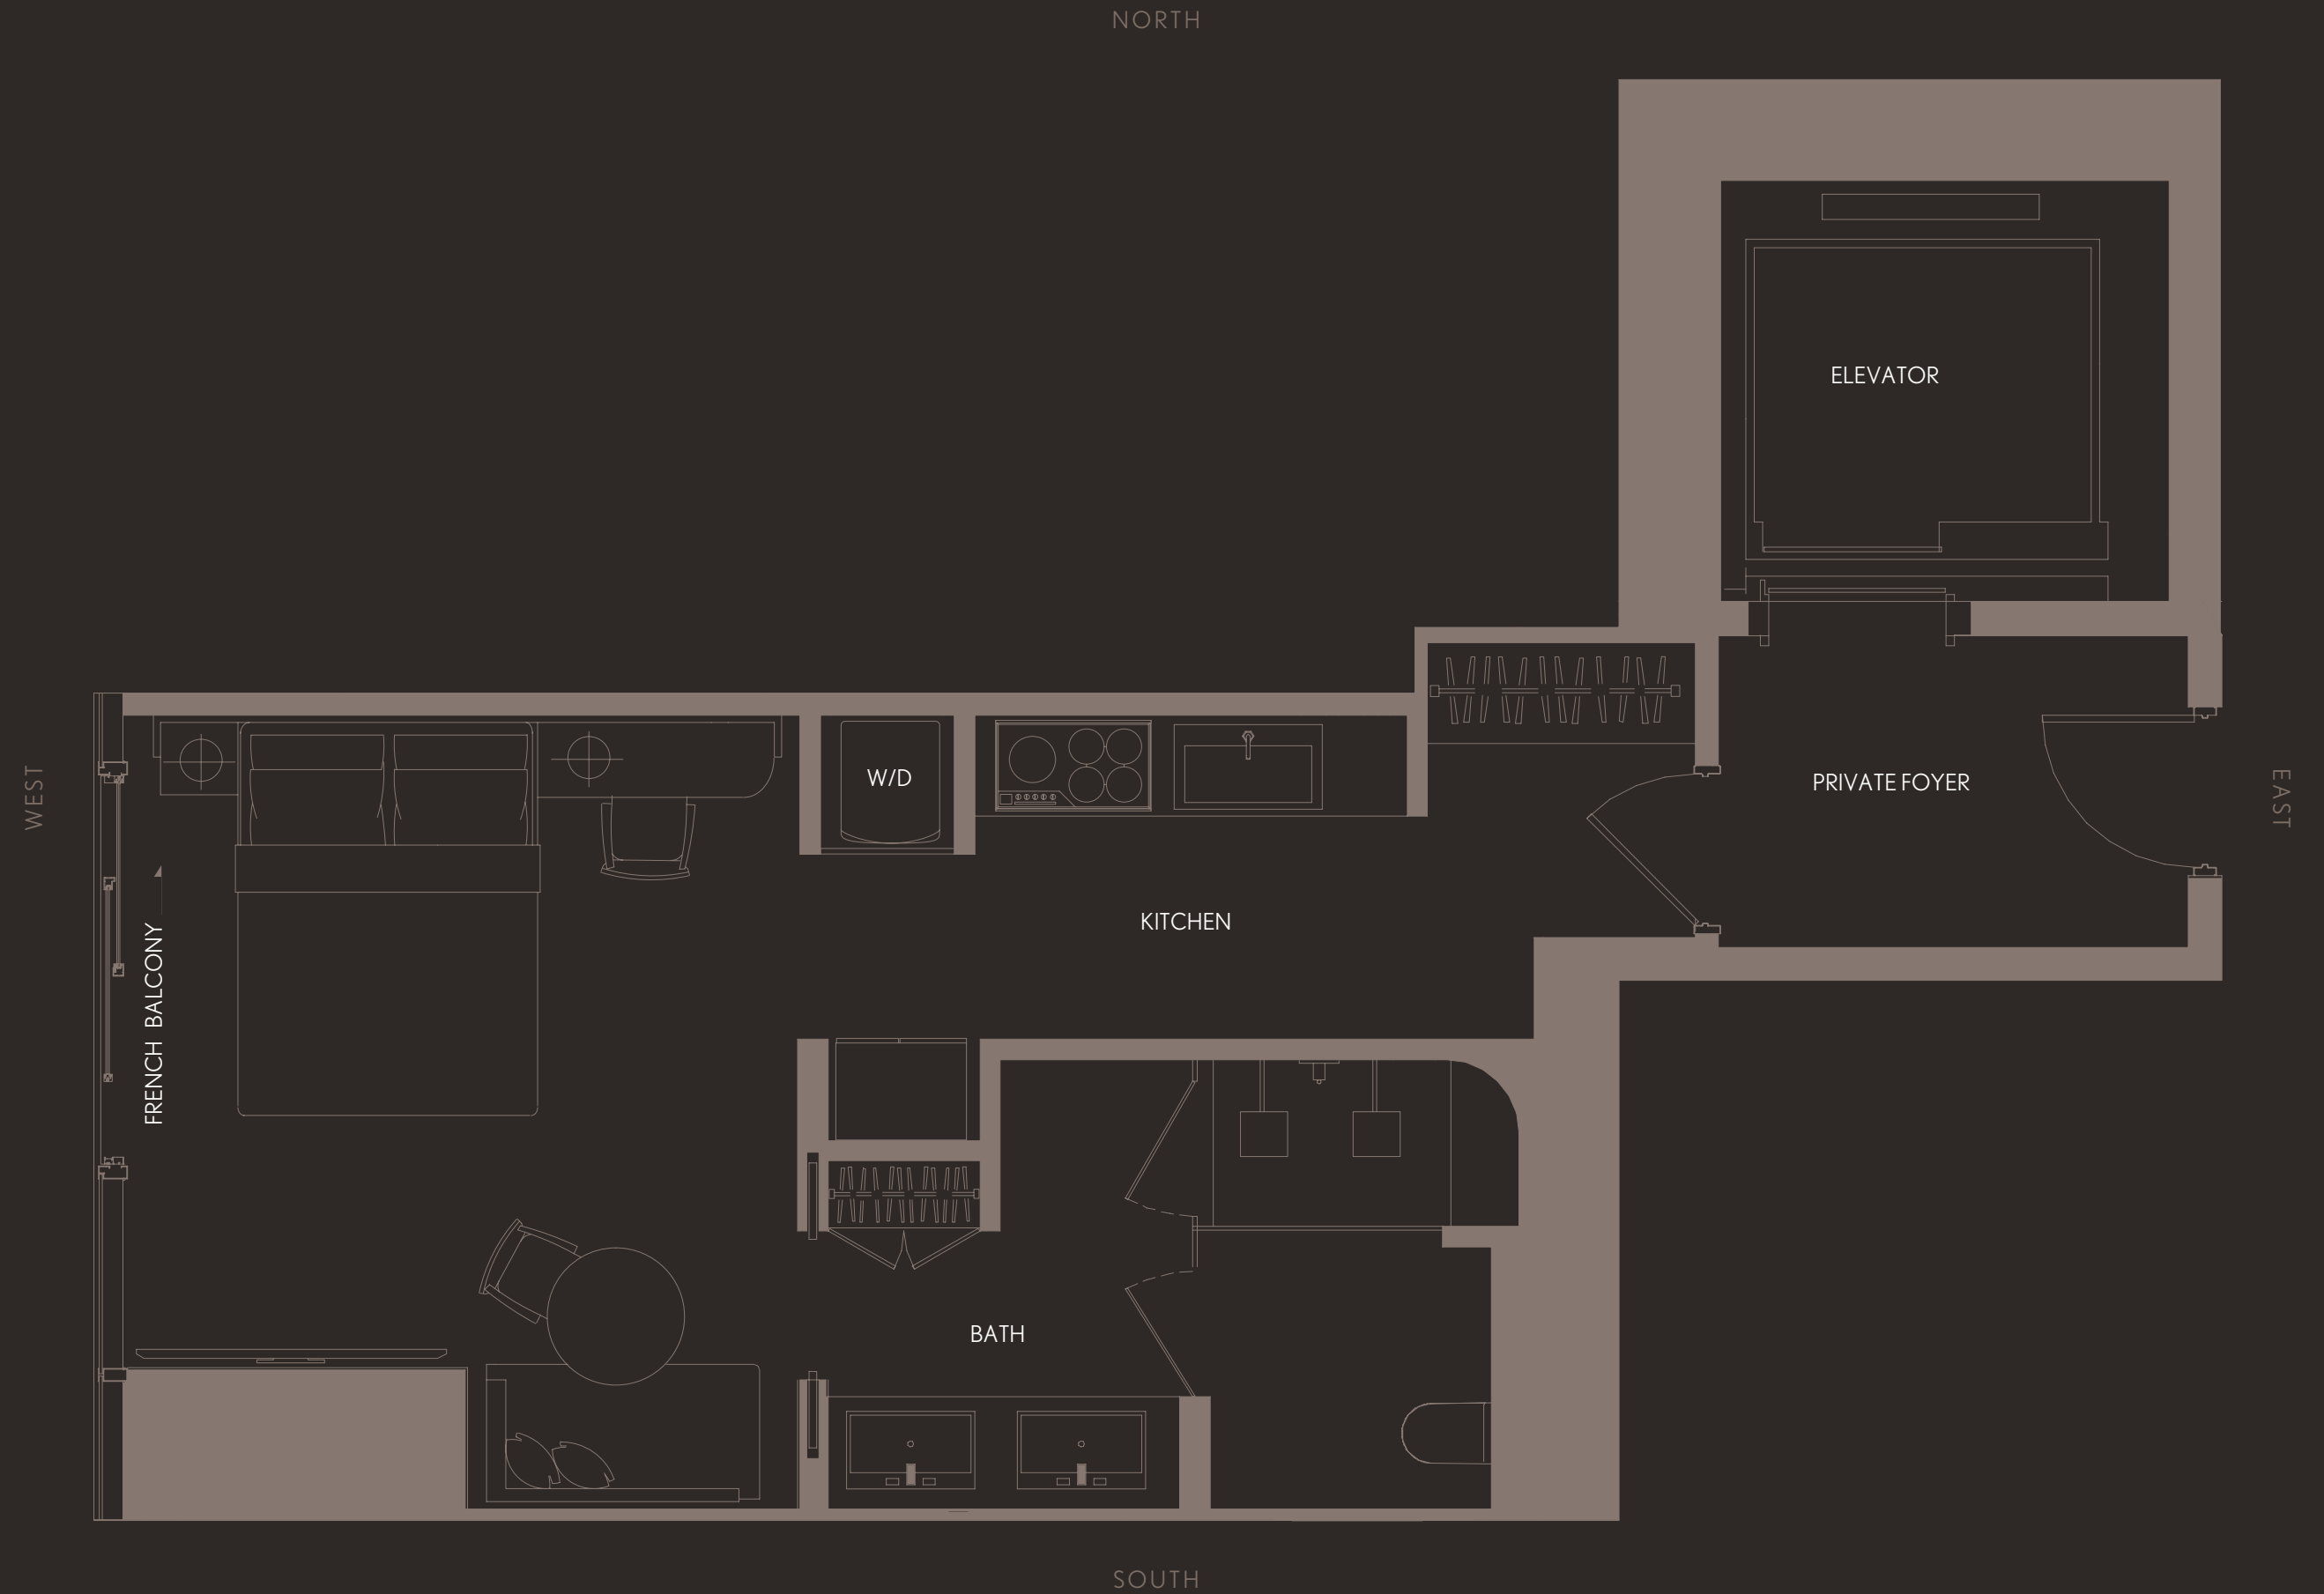 NORTH
ELEVATOR
WEST
W/D
PRIVATE FOYER
EAST
KITCHEN
FRENCH BALCONY
BATH
SOUTH